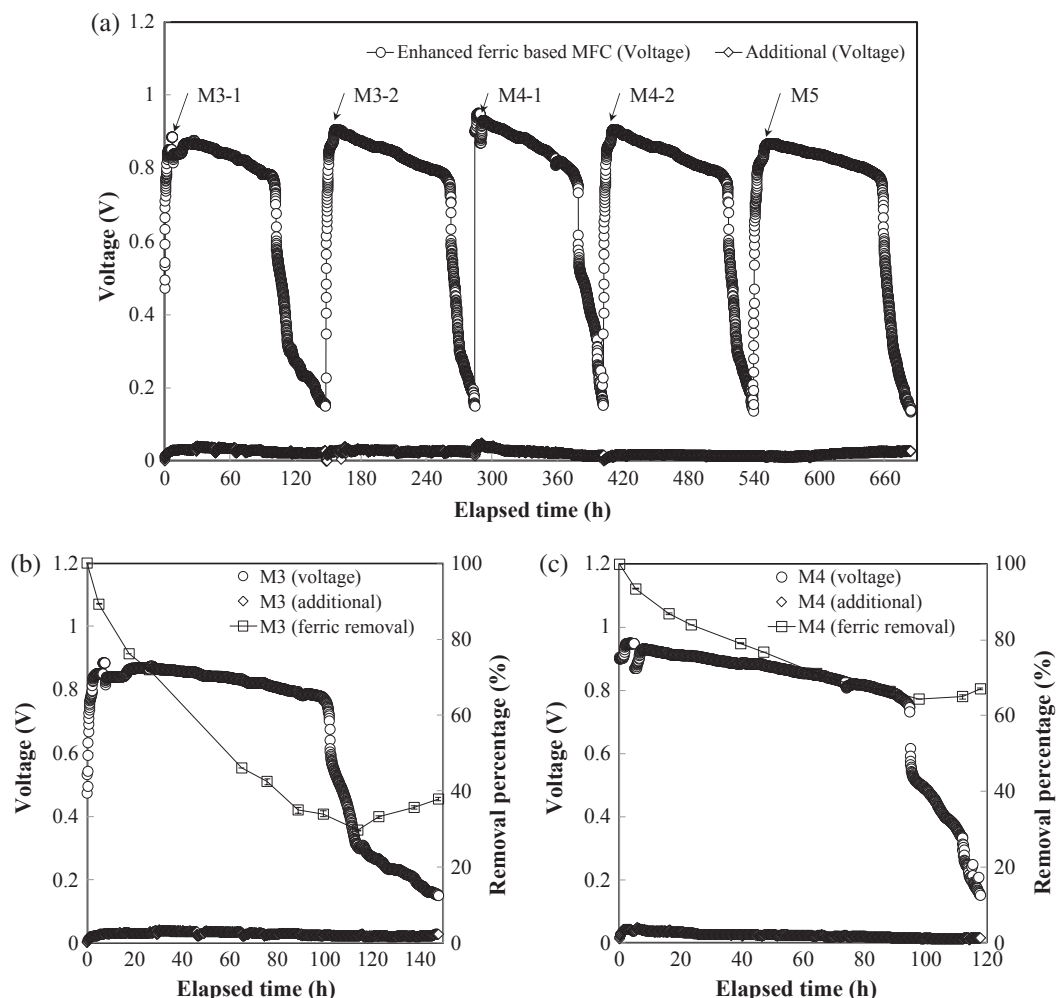 (a)
1.2
1
0.8
0.6
0.4
0.2
0
Voltage (V)
Enhanced ferric based MFC (Voltage)
Additional (Voltage)
M3-1
M3-2
M4-1
M4-2
M5
0 60 120 180 240 300 360 420 480 540 600 660
Elapsed time (h)
(b)
1.2
1
0.8
0.6
0.4
0.2
0
Voltage (V)
M3 (voltage)
M3 (additional)
M3 (ferric removal)
100
80
60
40
20
0
Removal percentage (%)
0 20 40 60 80 100 120 140
Elapsed time (h)
(c)
1.2
1
0.8
0.6
0.4
0.2
0
Voltage (V)
M4 (voltage)
M4 (additional)
M4 (ferric removal)
100
80
60
40
20
0
Removal percentage (%)
0 20 40 60 80 100 120
Elapsed time (h)